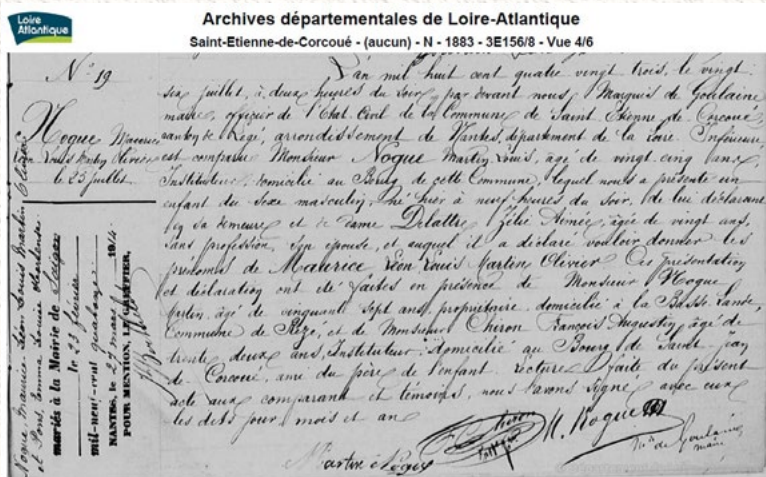 Loire
Atlantique
Archives départementales de Loire-Atlantique
Saint-Etienne-de-Corcoué - (aucun) - N - 1883 - 3E156/8 - Vue 4/6
N° 19
Nogue Maurice
Léon Louis Martin Olivier
le 25 juillet
L'an mil huit cent quatre vingt trois, le vingt
six juillet, à deux heures du soir, par devant nous, Marquis de Goulaine
maire, officier de l'Etat Civil de la Commune de Saint Etienne de Corcoué
canton de Legé, arrondissement de Nantes, département de la Loire Inférieure,
est comparu Monsieur Nogue Martin Louis, âgé de vingt cinq ans,
Instituteur, domicilié au Bourg de cette Commune, lequel nous a présenté un
enfant du sexe masculin, né hier à neuf heures du soir, de lui déclarant
en sa demeure et de dame Delattre Zélie Aimée, âgée de vingt ans,
sans profession, son épouse, et auquel il a déclaré vouloir donner les
prénoms de Maurice Léon Louis Martin Olivier Ces présentation
et déclaration ont été faites en présence de Monsieur Nogue
Martin, âgé de cinquante sept ans, propriétaire, domicilié à la Basse Lande,
Commune de Rezé, et de Monsieur Chiron François Augustin, âgé de
trente deux ans, Instituteur, domicilié au Bourg de Saint Jean
de Corcoué, ami du père de l'enfant. Lecture faite du présent
acte aux comparant et témoins, nous l'avons signé avec eux
les dits jour, mois et an
Chiron
M. Nogue
Martin Nogue
Mis de Goulaine
maire
Nogue, Maurice Léon Louis Martin Olivier
et Pons, Emma Louise
mariés à la Mairie de
le 23 février
mil-neuf-cent quatorze
NANTES, le 27 mars 1914
POUR MENTION, LE GREFFIER,